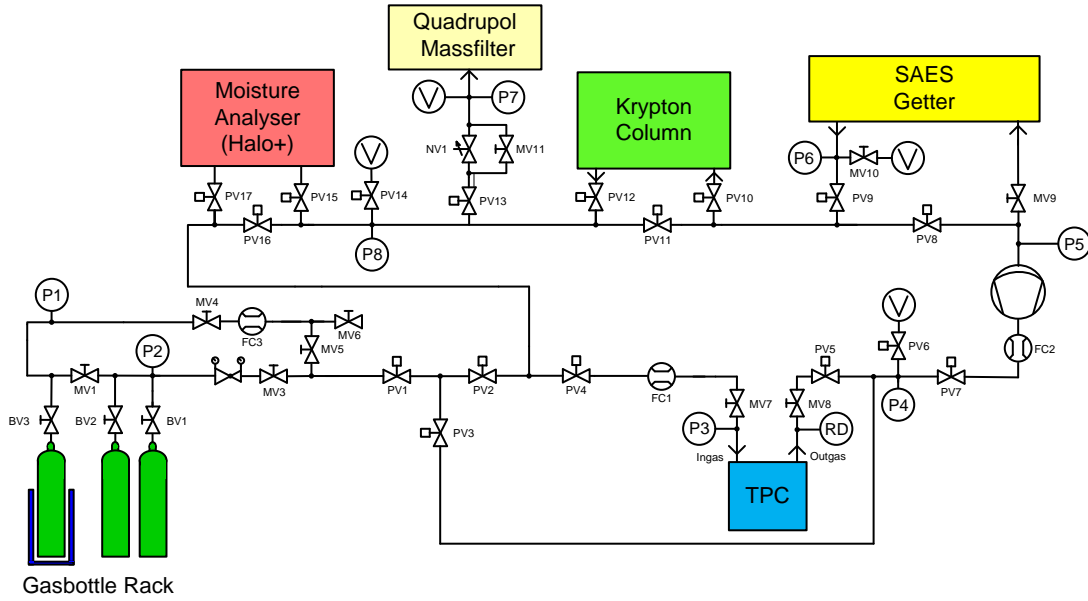 Quadrupol
Massfilter
SAES
Getter
Moisture
Analyser
(Halo+)
Krypton
Column
V
P7
V
NV1
MV11
P6
MV10
V
PV17
PV15
PV14
PV13
PV12
PV10
PV9
MV9
PV16
P8
PV11
PV8
P5
P1
MV4
FC3
MV6
V
P2
MV5
PV5
PV6
FC2
MV1
MV3
PV1
PV2
PV4
FC1
P4
PV7
BV3
BV2
BV1
PV3
MV7
MV8
P3
RD
Ingas
Outgas
TPC
Gasbottle Rack